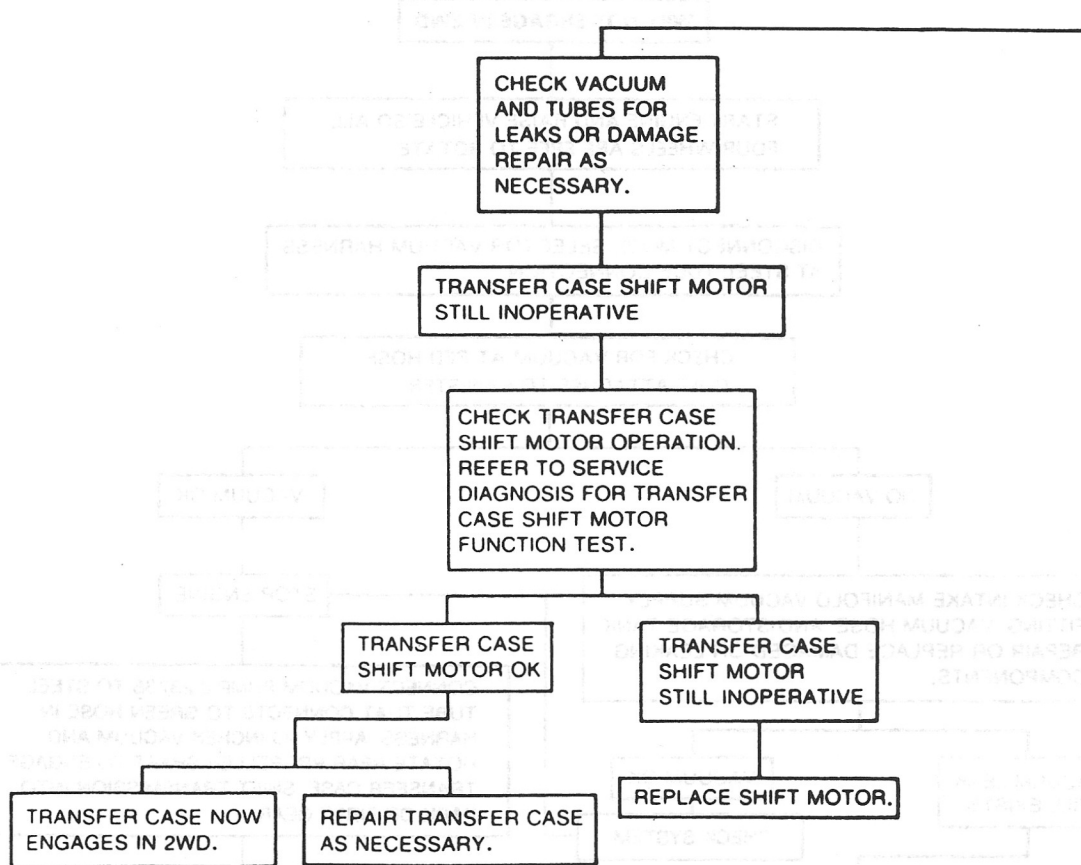 CHECK VACUUM
AND TUBES FOR
LEAKS OR DAMAGE.
REPAIR AS
NECESSARY.
TRANSFER CASE SHIFT MOTOR
STILL INOPERATIVE
CHECK TRANSFER CASE
SHIFT MOTOR OPERATION.
REFER TO SERVICE
DIAGNOSIS FOR TRANSFER
CASE SHIFT MOTOR
FUNCTION TEST.
TRANSFER CASE
SHIFT MOTOR OK
TRANSFER CASE
SHIFT MOTOR
STILL INOPERATIVE
TRANSFER CASE NOW
ENGAGES IN 2WD.
REPAIR TRANSFER CASE
AS NECESSARY.
REPLACE SHIFT MOTOR.